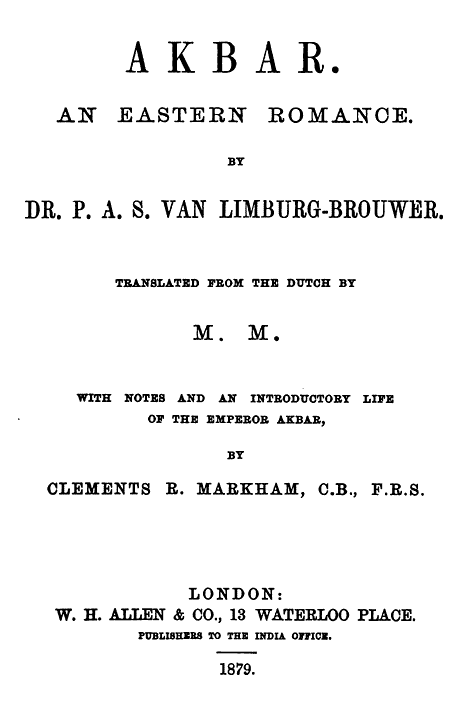 AKBAR.
AN EASTERN ROMANCE.
BY
DR. P. A. S. VAN LIMBURG-BROUWER.
TRANSLATED FROM THE DUTCH BY
M. M.
WITH NOTES AND AN INTRODUCTORY LIFE
OF THE EMPEROR AKBAR,
BY
CLEMENTS R. MARKHAM, C.B., F.R.S.
LONDON:
W. H. ALLEN & CO., 13 WATERLOO PLACE.
PUBLISHERS TO THE INDIA OFFICE.
1879.